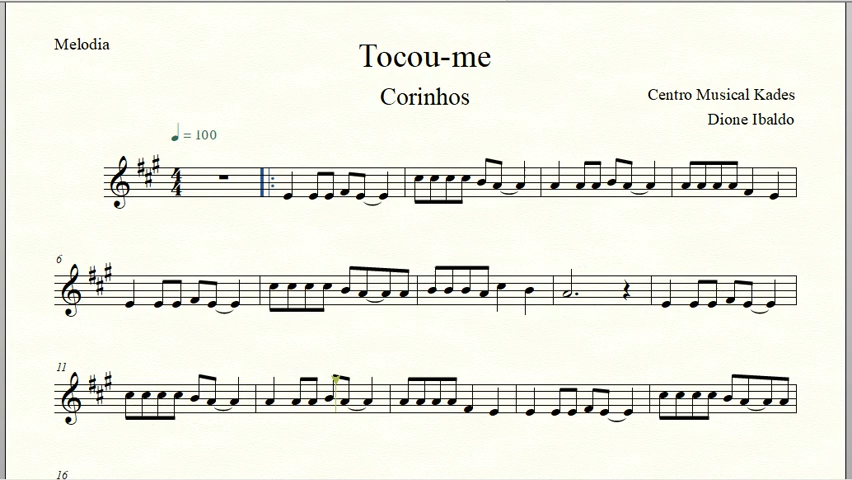 Melodia
Tocou-me
Corinhos
Centro Musical Kades
Dione Ibaldo
= 100
4
4
6
11
16